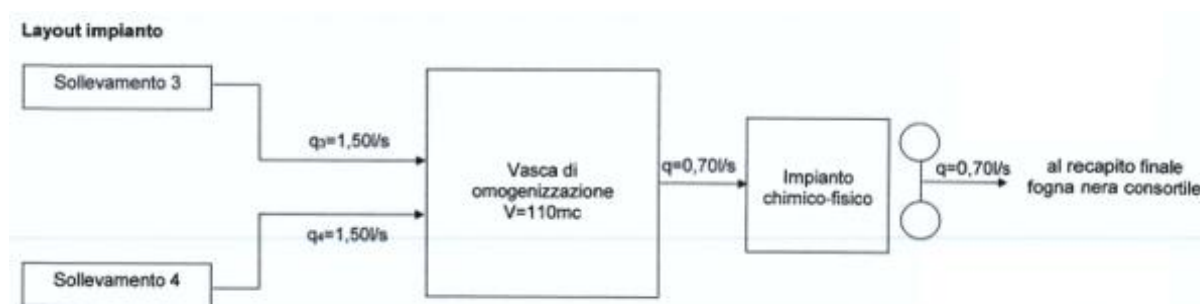 Layout impianto
Sollevamento 3
q₃=1,50l/s
Vasca di
omogenizzazione
V=110mc
q=0,70l/s
Impianto
chimico-fisico
q=0,70l/s
al recapito finale
fogna nera consortile
q₄=1,50l/s
Sollevamento 4